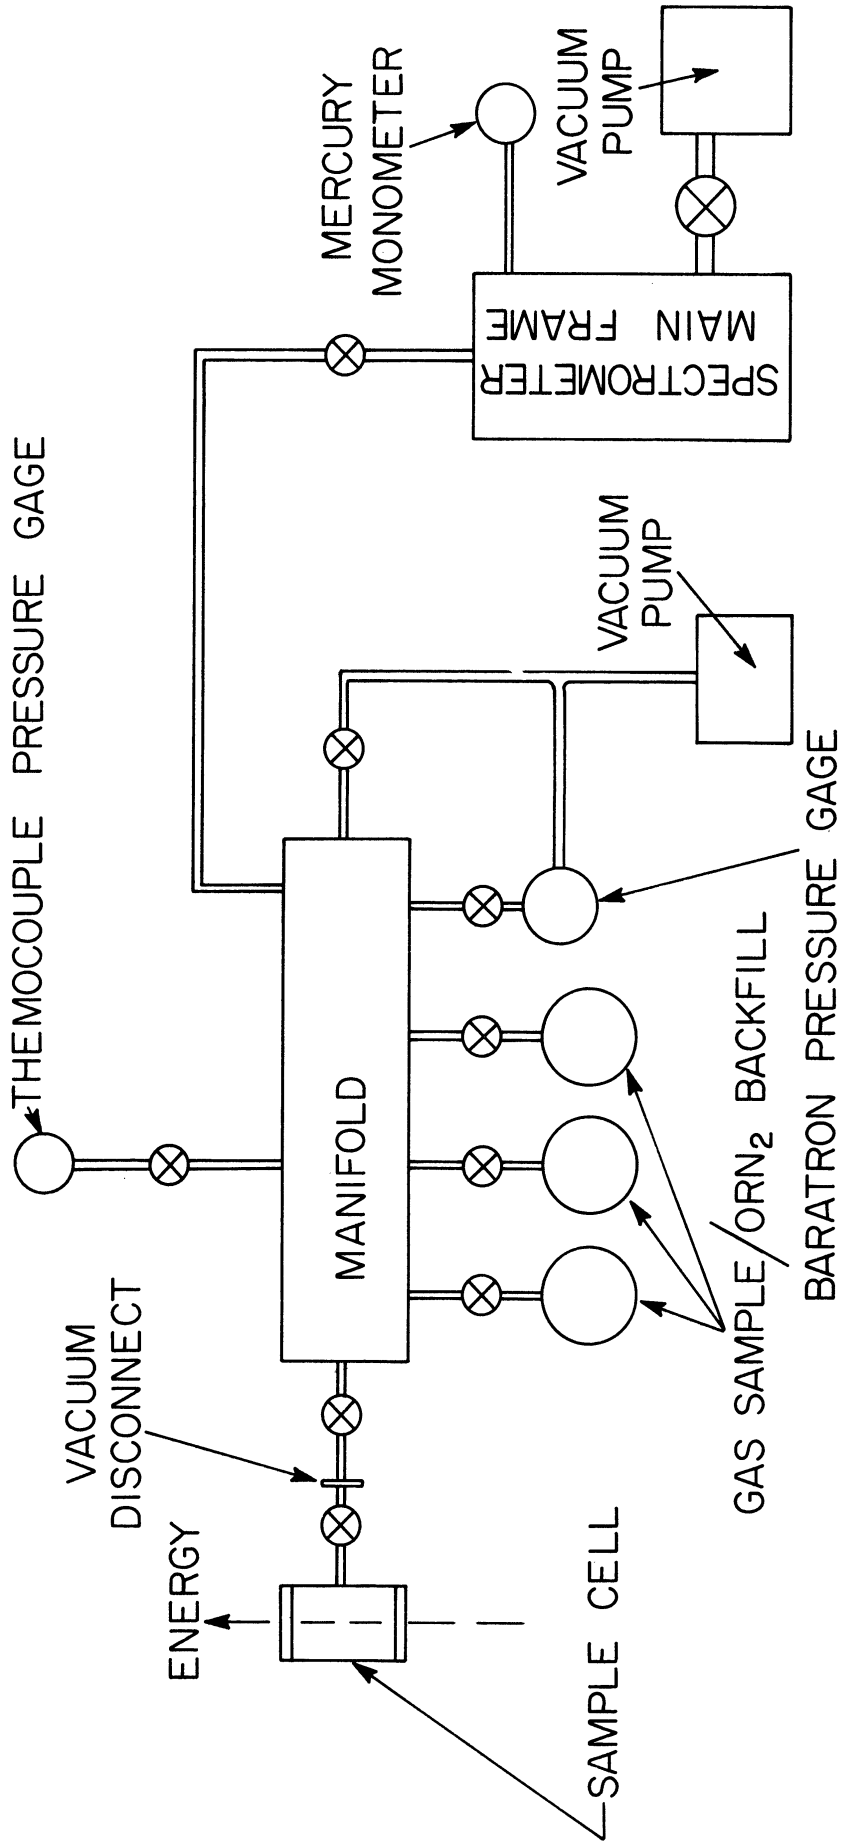 THEMOCOUPLE PRESSURE GAGE
VACUUM
DISCONNECT
ENERGY
MERCURY
MONOMETER
MANIFOLD
SPECTROMETER
MAIN FRAME
VACUUM
PUMP
VACUUM
PUMP
SAMPLE CELL
GAS SAMPLE/ORN₂ BACKFILL
BARATRON PRESSURE GAGE